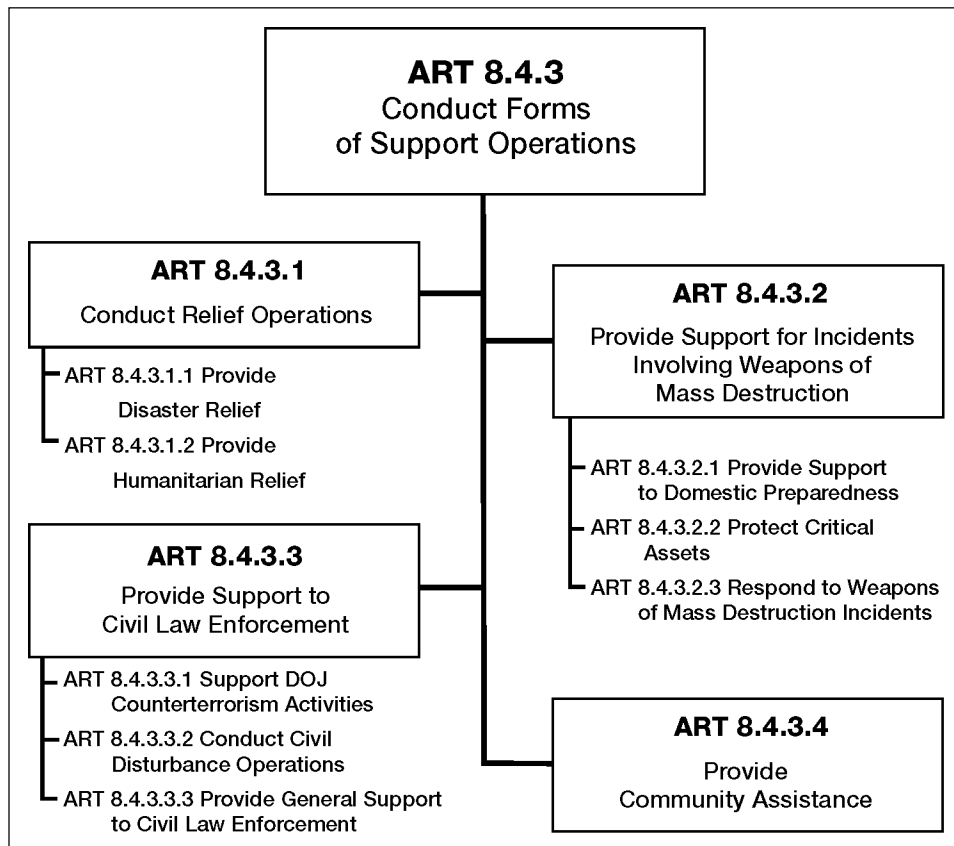 ART 8.4.3
Conduct Forms
of Support Operations
ART 8.4.3.1
Conduct Relief Operations
ART 8.4.3.1.1 Provide
Disaster Relief
ART 8.4.3.1.2 Provide
Humanitarian Relief
ART 8.4.3.2
Provide Support for Incidents
Involving Weapons of
Mass Destruction
ART 8.4.3.2.1 Provide Support
to Domestic Preparedness
ART 8.4.3.2.2 Protect Critical
Assets
ART 8.4.3.2.3 Respond to Weapons
of Mass Destruction Incidents
ART 8.4.3.3
Provide Support to
Civil Law Enforcement
ART 8.4.3.3.1 Support DOJ
Counterterrorism Activities
ART 8.4.3.3.2 Conduct Civil
Disturbance Operations
ART 8.4.3.3.3 Provide General Support
to Civil Law Enforcement
ART 8.4.3.4
Provide
Community Assistance